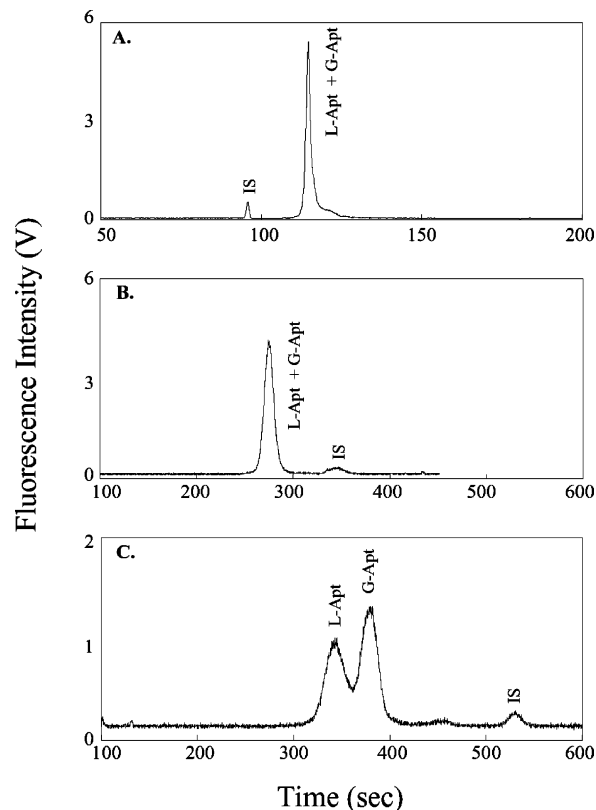 Fluorescence Intensity (V)
A.
6
3
0
IS
L-Apt + G-Apt
50
100
150
200
B.
6
3
0
L-Apt + G-Apt
IS
100
200
300
400
500
600
C.
2
1
0
L-Apt
G-Apt
IS
100
200
300
400
500
600
Time (sec)